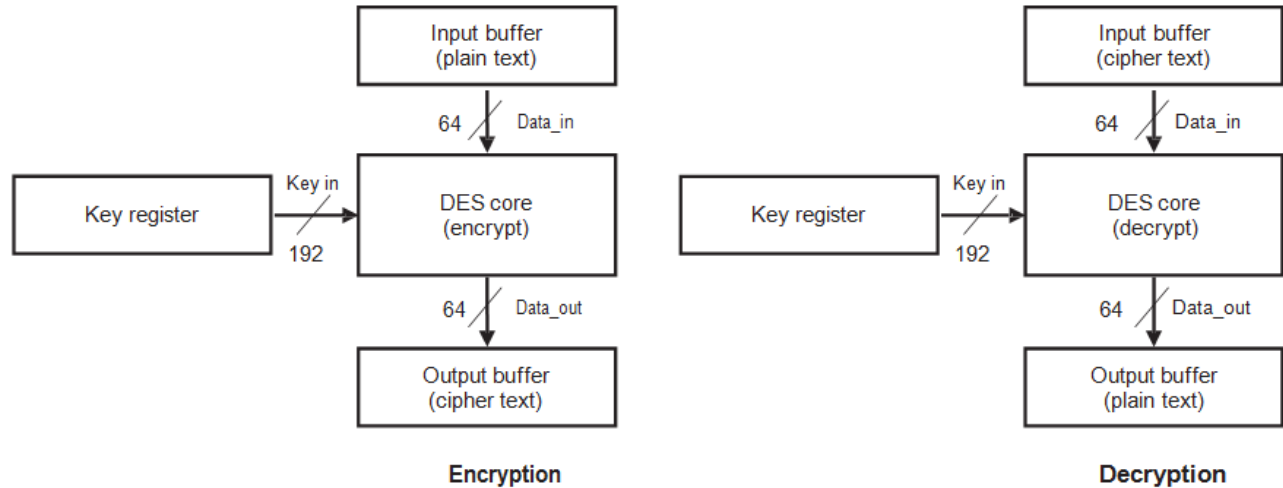 Input buffer
(plain text)
64
Data_in
Key register
Key in
192
DES core
(encrypt)
64
Data_out
Output buffer
(cipher text)
Encryption
Input buffer
(cipher text)
64
Data_in
Key register
Key in
192
DES core
(decrypt)
64
Data_out
Output buffer
(plain text)
Decryption